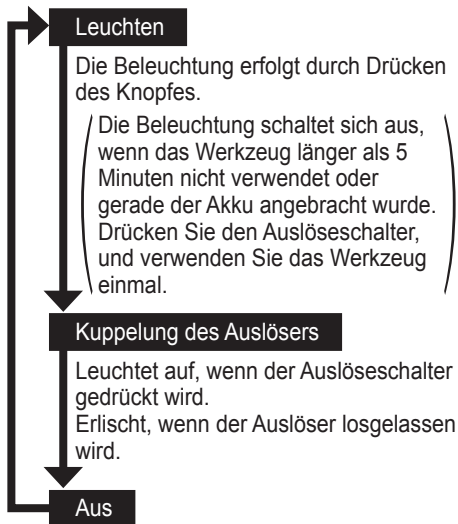 Leuchten
Die Beleuchtung erfolgt durch Drücken
des Knopfes.
Die Beleuchtung schaltet sich aus,
wenn das Werkzeug länger als 5
Minuten nicht verwendet oder
gerade der Akku angebracht wurde.
Drücken Sie den Auslöseschalter,
und verwenden Sie das Werkzeug
einmal.
Kuppelung des Auslösers
Leuchtet auf, wenn der Auslöseschalter
gedrückt wird.
Erlischt, wenn der Auslöser losgelassen
wird.
Aus